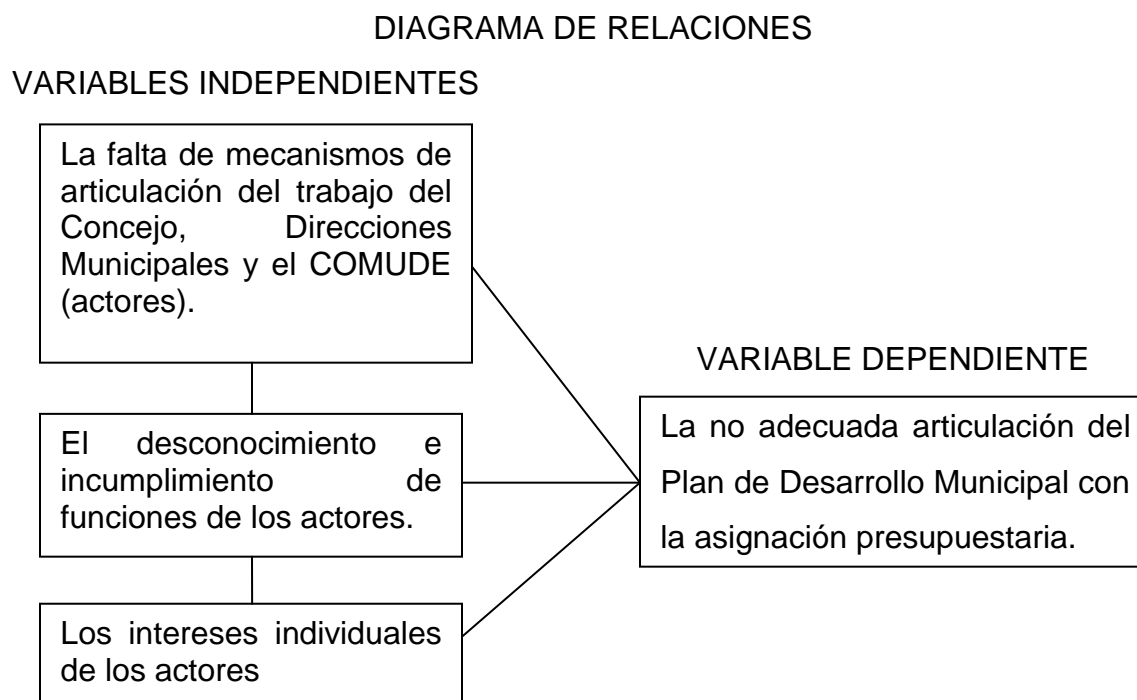 DIAGRAMA DE RELACIONES
VARIABLES INDEPENDIENTES
La falta de mecanismos de
articulación del trabajo del
Concejo, Direcciones
Municipales y el COMUDE
(actores).
El desconocimiento e
incumplimiento de
funciones de los actores.
Los intereses individuales
de los actores
VARIABLE DEPENDIENTE
La no adecuada articulación del
Plan de Desarrollo Municipal con
la asignación presupuestaria.